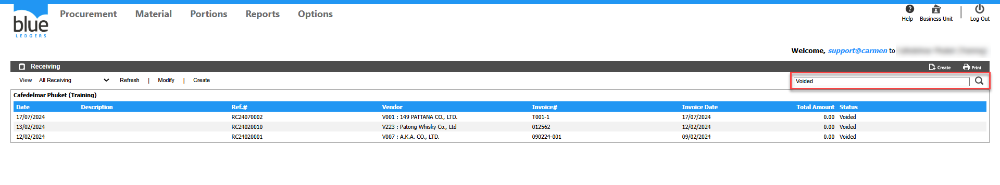 blue
LEDGERS
Procurement Material Portions Reports Options
Help Business Unit Log Out
Welcome, support@carmen to
Receiving Create Print
View All Receiving Refresh | Modify | Create Voided
Cafedelmar Phuket (Training)
Date Description Ref.# Vendor Invoice# Invoice Date Total Amount Status
17/07/2024 RC24070002 V001 : 149 PATTANA CO., LTD. T001-1 17/07/2024 0.00 Voided
13/02/2024 RC24020010 V223 : Patong Whisky Co., Ltd 012562 12/02/2024 0.00 Voided
12/02/2024 RC24020001 V007 : A.K.A. CO., LTD. 090224-001 09/02/2024 0.00 Voided